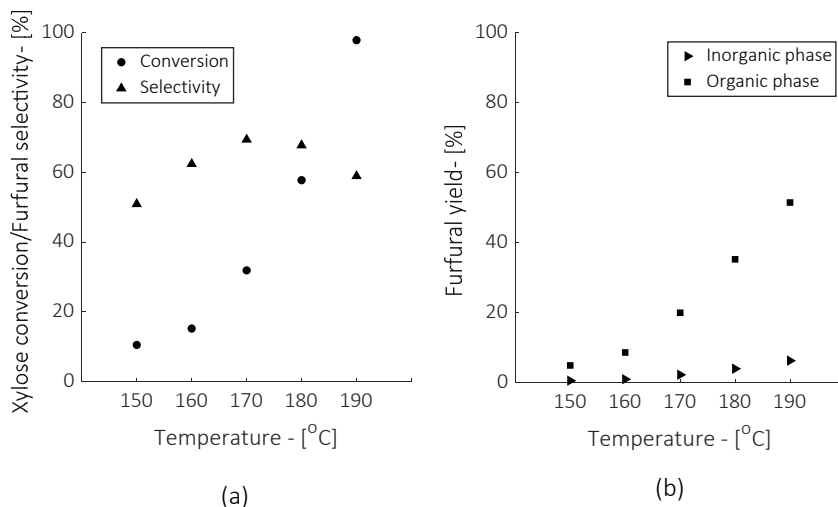 Xylose conversion/Furfural selectivity- [%]
100
80
60
40
20
0
Conversion
Selectivity
150 160 170 180 190
Temperature - [°C]
(a)
Furfural yield- [%]
100
80
60
40
20
0
Inorganic phase
Organic phase
150 160 170 180 190
Temperature - [°C]
(b)